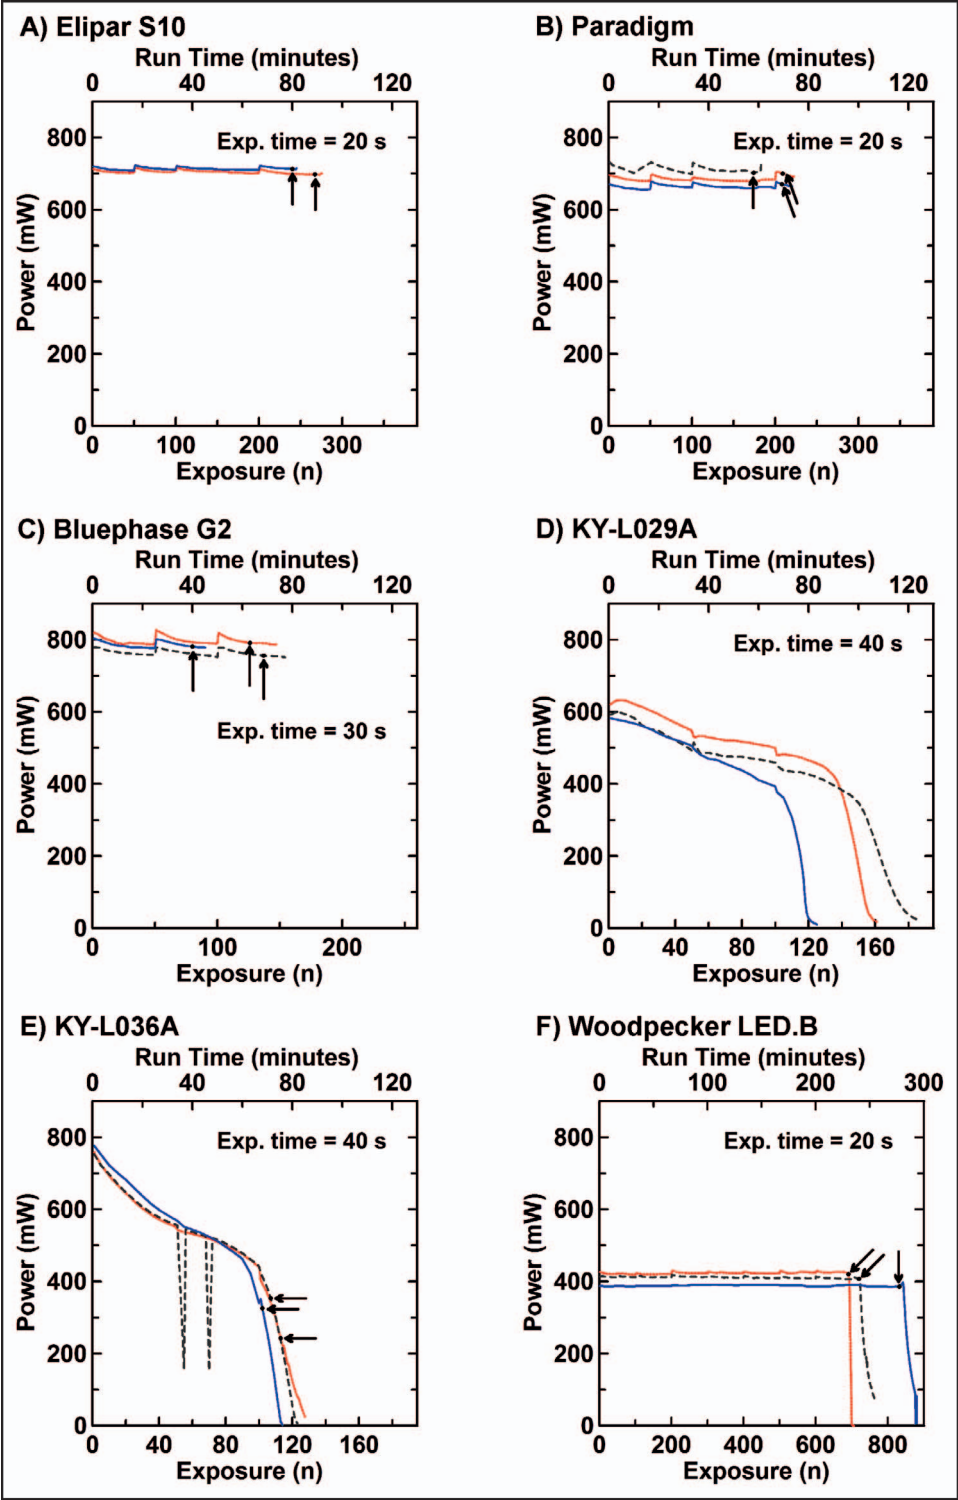 A) Elipar S10
Run Time (minutes)
0 40 80 120
Exp. time = 20 s
Power (mW)
800
600
400
200
0
0 100 200 300
Exposure (n)
B) Paradigm
Run Time (minutes)
0 40 80 120
Exp. time = 20 s
Power (mW)
800
600
400
200
0
0 100 200 300
Exposure (n)
C) Bluephase G2
Run Time (minutes)
0 40 80 120
Exp. time = 30 s
Power (mW)
800
600
400
200
0
0 100 200
Exposure (n)
D) KY-L029A
Run Time (minutes)
0 40 80 120
Exp. time = 40 s
Power (mW)
800
600
400
200
0
0 40 80 120 160
Exposure (n)
E) KY-L036A
Run Time (minutes)
0 40 80 120
Exp. time = 40 s
Power (mW)
800
600
400
200
0
0 40 80 120 160
Exposure (n)
F) Woodpecker LED.B
Run Time (minutes)
0 100 200 300
Exp. time = 20 s
Power (mW)
800
600
400
200
0
0 200 400 600 800
Exposure (n)